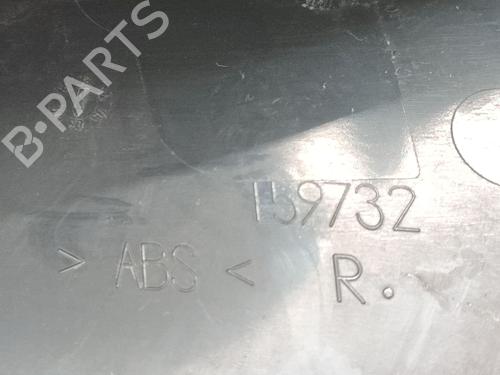 B-PARTS
159732
> ABS < R.